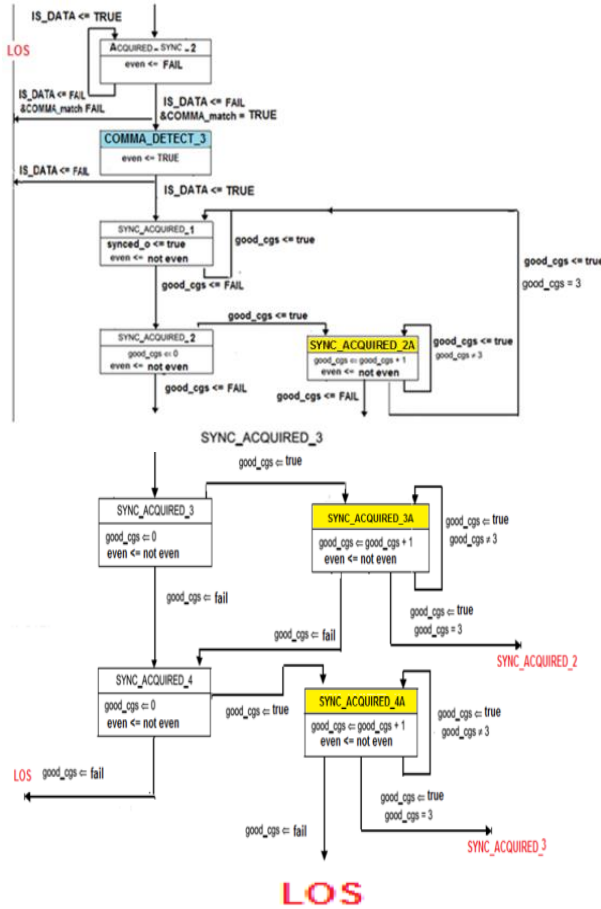 IS_DATA <= TRUE
ACQUIRED-SYNC-2
even <= FAIL
LOS
IS_DATA <= FAIL
&COMMA_match FAIL
IS_DATA <= FAIL
&COMMA_match = TRUE
COMMA_DETECT_3
even <= TRUE
IS_DATA <= FAIL
IS_DATA <= TRUE
SYNC_ACQUIRED_1
synced_o <= true
even <= not even
good_cgs <= true
good_cgs <= true
good_cgs = 3
good_cgs <= FAIL
good_cgs <= true
SYNC_ACQUIRED_2
good_cgs ⇐ 0
even <= not even
SYNC_ACQUIRED_2A
good_cgs ⇐ good_cgs + 1
even <= not even
good_cgs <= true
good_cgs ≠ 3
good_cgs <= FAIL
good_cgs <= FAIL
SYNC_ACQUIRED_3
good_cgs ⇐ true
SYNC_ACQUIRED_3
good_cgs ⇐ 0
even <= not even
SYNC_ACQUIRED_3A
good_cgs ⇐ good_cgs + 1
even <= not even
good_cgs ⇐ true
good_cgs ≠ 3
good_cgs ⇐ fail
good_cgs ⇐ fail
good_cgs ⇐ true
good_cgs = 3
SYNC_ACQUIRED_2
SYNC_ACQUIRED_4
good_cgs ⇐ 0
even <= not even
good_cgs ⇐ true
SYNC_ACQUIRED_4A
good_cgs ⇐ good_cgs + 1
even <= not even
good_cgs ⇐ true
good_cgs ≠ 3
LOS
good_cgs ⇐ fail
good_cgs ⇐ true
good_cgs = 3
good_cgs ⇐ fail
SYNC_ACQUIRED_3
LOS